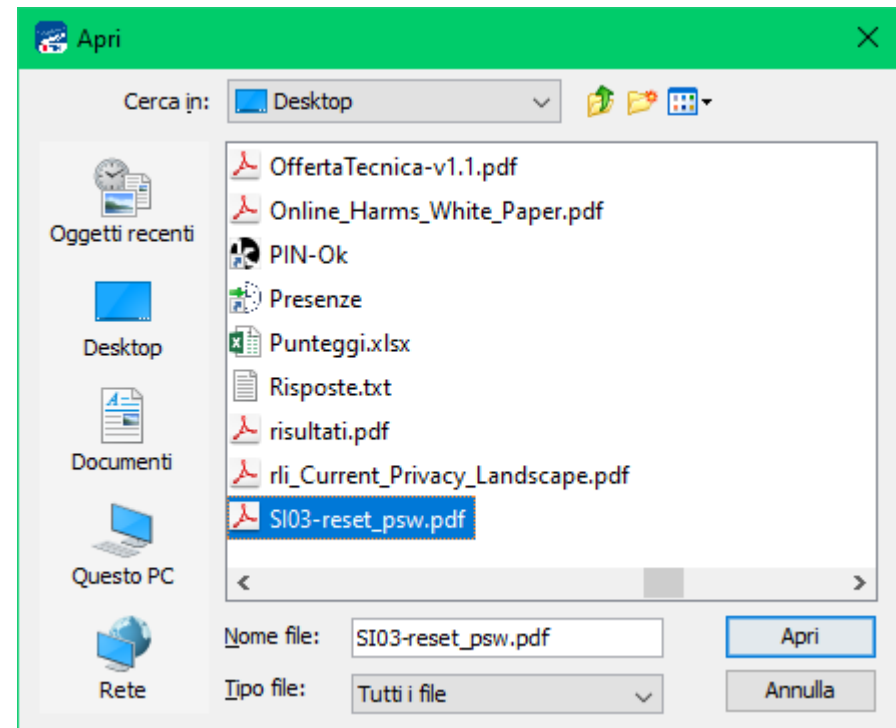 Apri
Cerca in: Desktop
Oggetti recenti
Desktop
Documenti
Questo PC
Rete
OffertaTecnica-v1.1.pdf
Online_Harms_White_Paper.pdf
PIN-Ok
Presenze
Punteggi.xlsx
Risposte.txt
risultati.pdf
rli_Current_Privacy_Landscape.pdf
SI03-reset_psw.pdf
Nome file: SI03-reset_psw.pdf Apri
Tipo file: Tutti i file Annulla